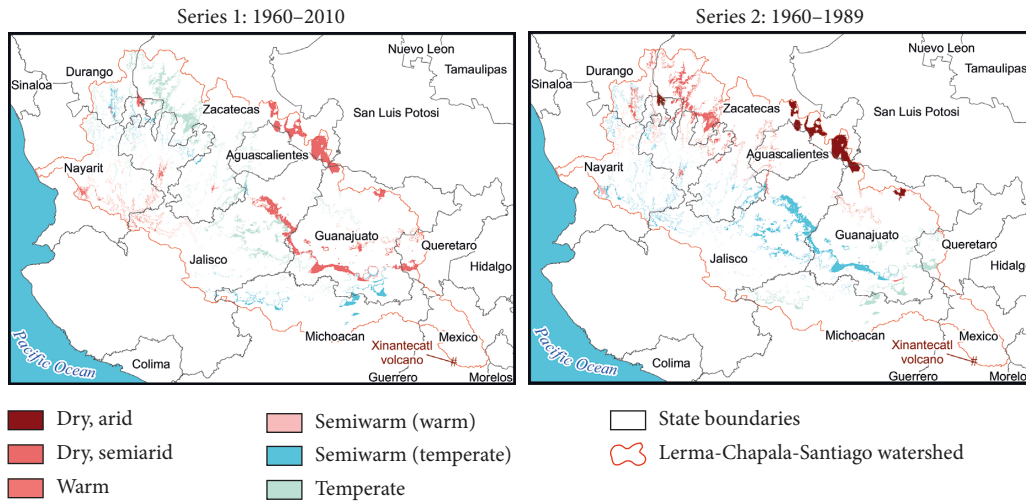 Series 1: 1960–2010
Series 2: 1960–1989
Nuevo Leon
Tamaulipas
Durango
Sinaloa
Zacatecas
San Luis Potosi
Aguascalientes
Nayarit
Guanajuato
Queretaro
Jalisco
Hidalgo
Michoacan
Mexico
Xinantecatl
volcano
#
Pacific Ocean
Colima
Guerrero
Morelos
Nuevo Leon
Tamaulipas
Durango
Sinaloa
Zacatecas
San Luis Potosi
Aguascalientes
Nayarit
Guanajuato
Queretaro
Jalisco
Hidalgo
Michoacan
Mexico
Xinantecatl
volcano
#
Pacific Ocean
Colima
Guerrero
Morelos
Dry, arid
Dry, semiarid
Warm
Semiwarm (warm)
Semiwarm (temperate)
Temperate
State boundaries
Lerma-Chapala-Santiago watershed